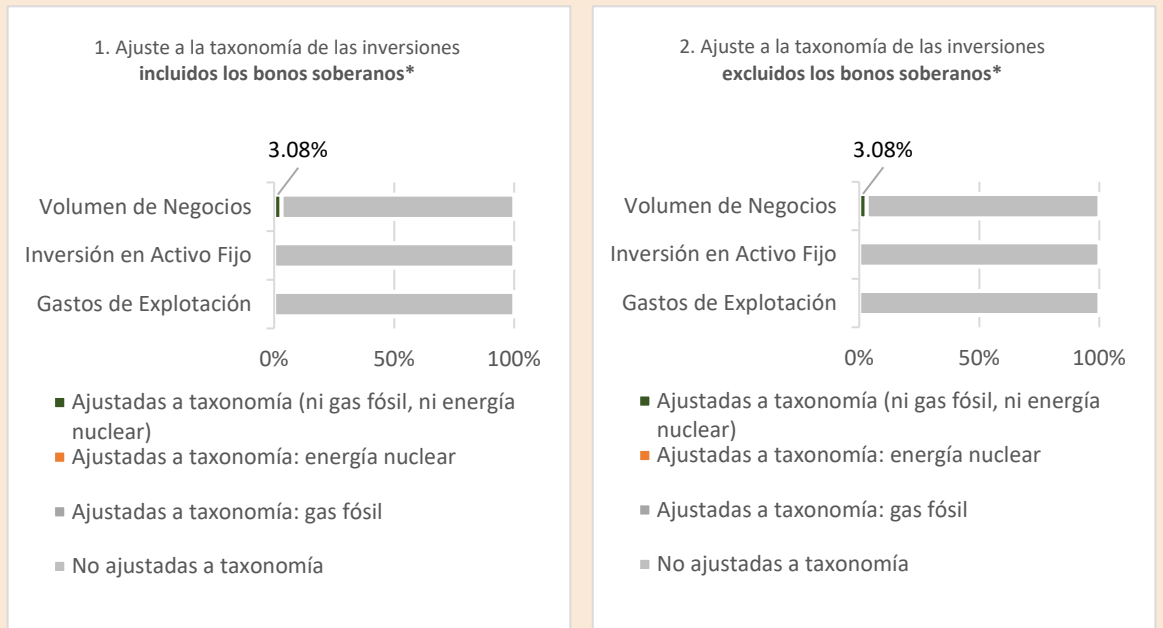 1. Ajuste a la taxonomía de las inversiones
incluidos los bonos soberanos*
3.08%
Volumen de Negocios
Inversión en Activo Fijo
Gastos de Explotación
0% 50% 100%
Ajustadas a taxonomía (ni gas fósil, ni energía
nuclear)
Ajustadas a taxonomía: energía nuclear
Ajustadas a taxonomía: gas fósil
No ajustadas a taxonomía
2. Ajuste a la taxonomía de las inversiones
excluidos los bonos soberanos*
3.08%
Volumen de Negocios
Inversión en Activo Fijo
Gastos de Explotación
0% 50% 100%
Ajustadas a taxonomía (ni gas fósil, ni energía
nuclear)
Ajustadas a taxonomía: energía nuclear
Ajustadas a taxonomía: gas fósil
No ajustadas a taxonomía